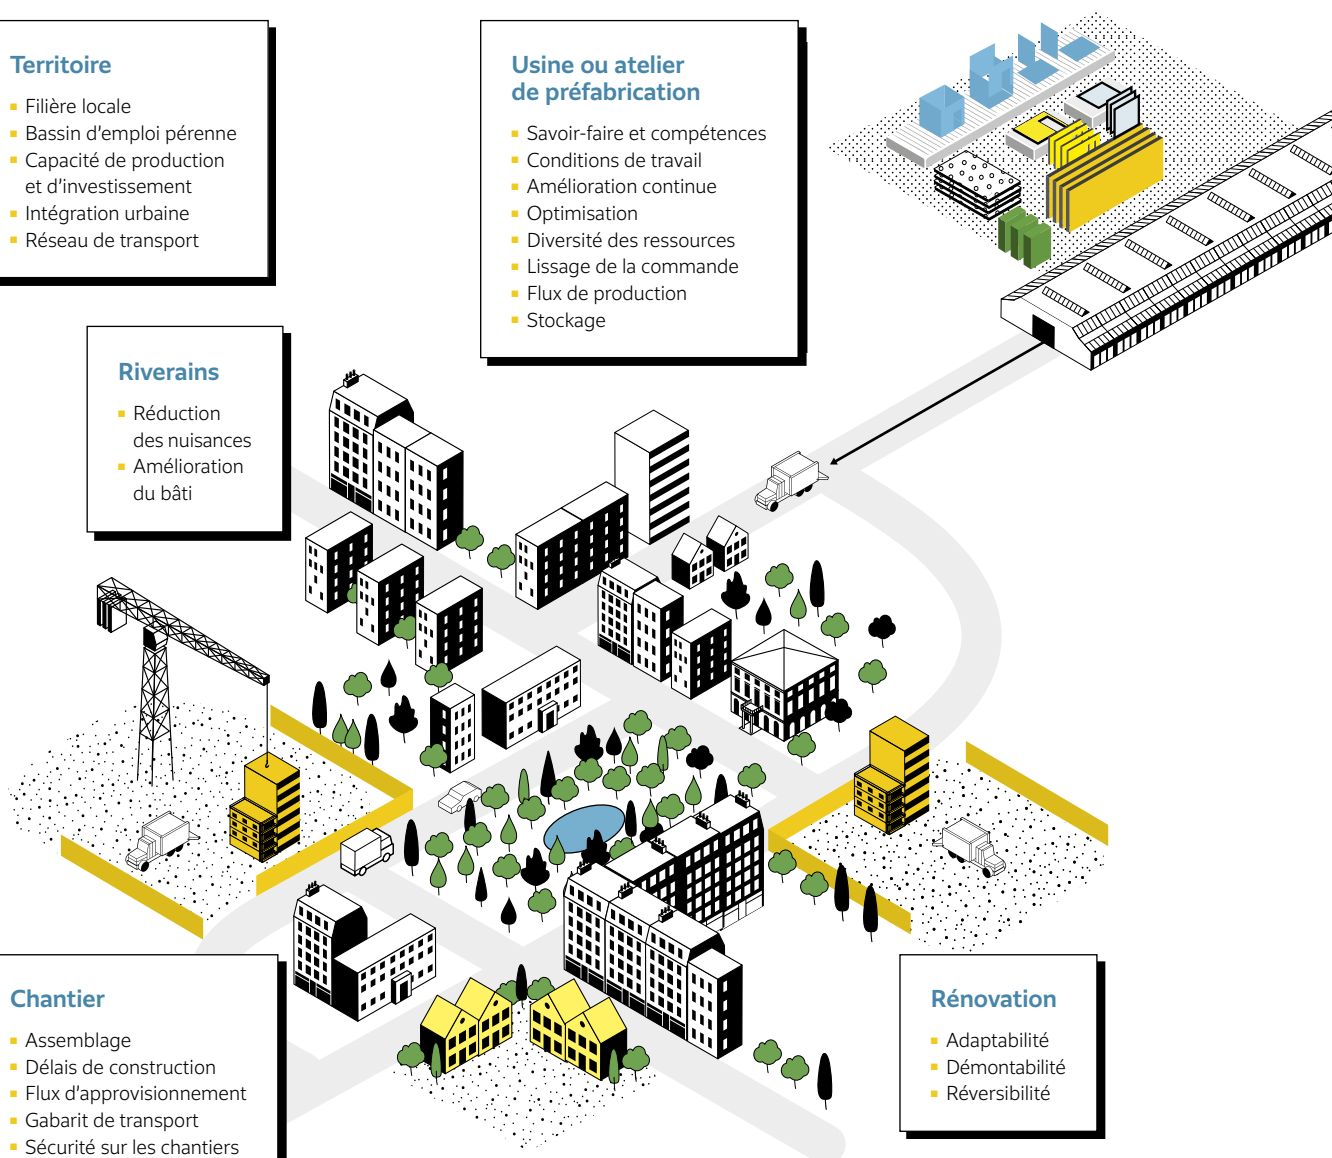 Territoire
Filière locale
Bassin d'emploi pérenne
Capacité de production
et d'investissement
Intégration urbaine
Réseau de transport
Usine ou atelier
de préfabrication
Savoir-faire et compétences
Conditions de travail
Amélioration continue
Optimisation
Diversité des ressources
Lissage de la commande
Flux de production
Stockage
Riverains
Réduction
des nuisances
Amélioration
du bâti
Chantier
Assemblage
Délais de construction
Flux d'approvisionnement
Gabarit de transport
Sécurité sur les chantiers
Rénovation
Adaptabilité
Démontabilité
Réversibilité